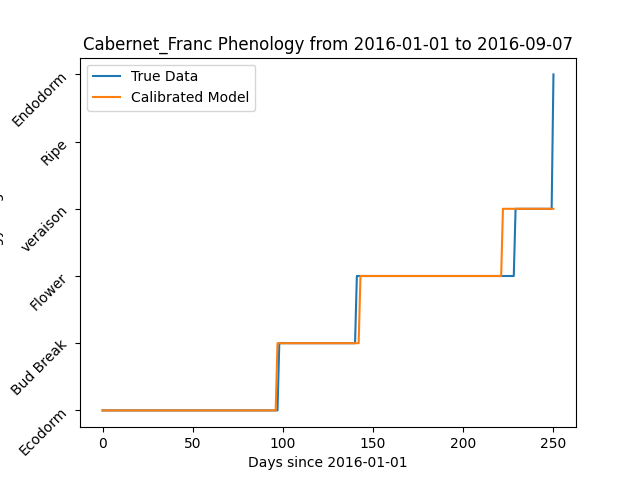 Cabernet_Franc Phenology from 2016-01-01 to 2016-09-07
True Data
Calibrated Model
Endodorm
Ripe
veraison
Flower
Bud Break
Ecodorm
0 50 100 150 200 250
Days since 2016-01-01